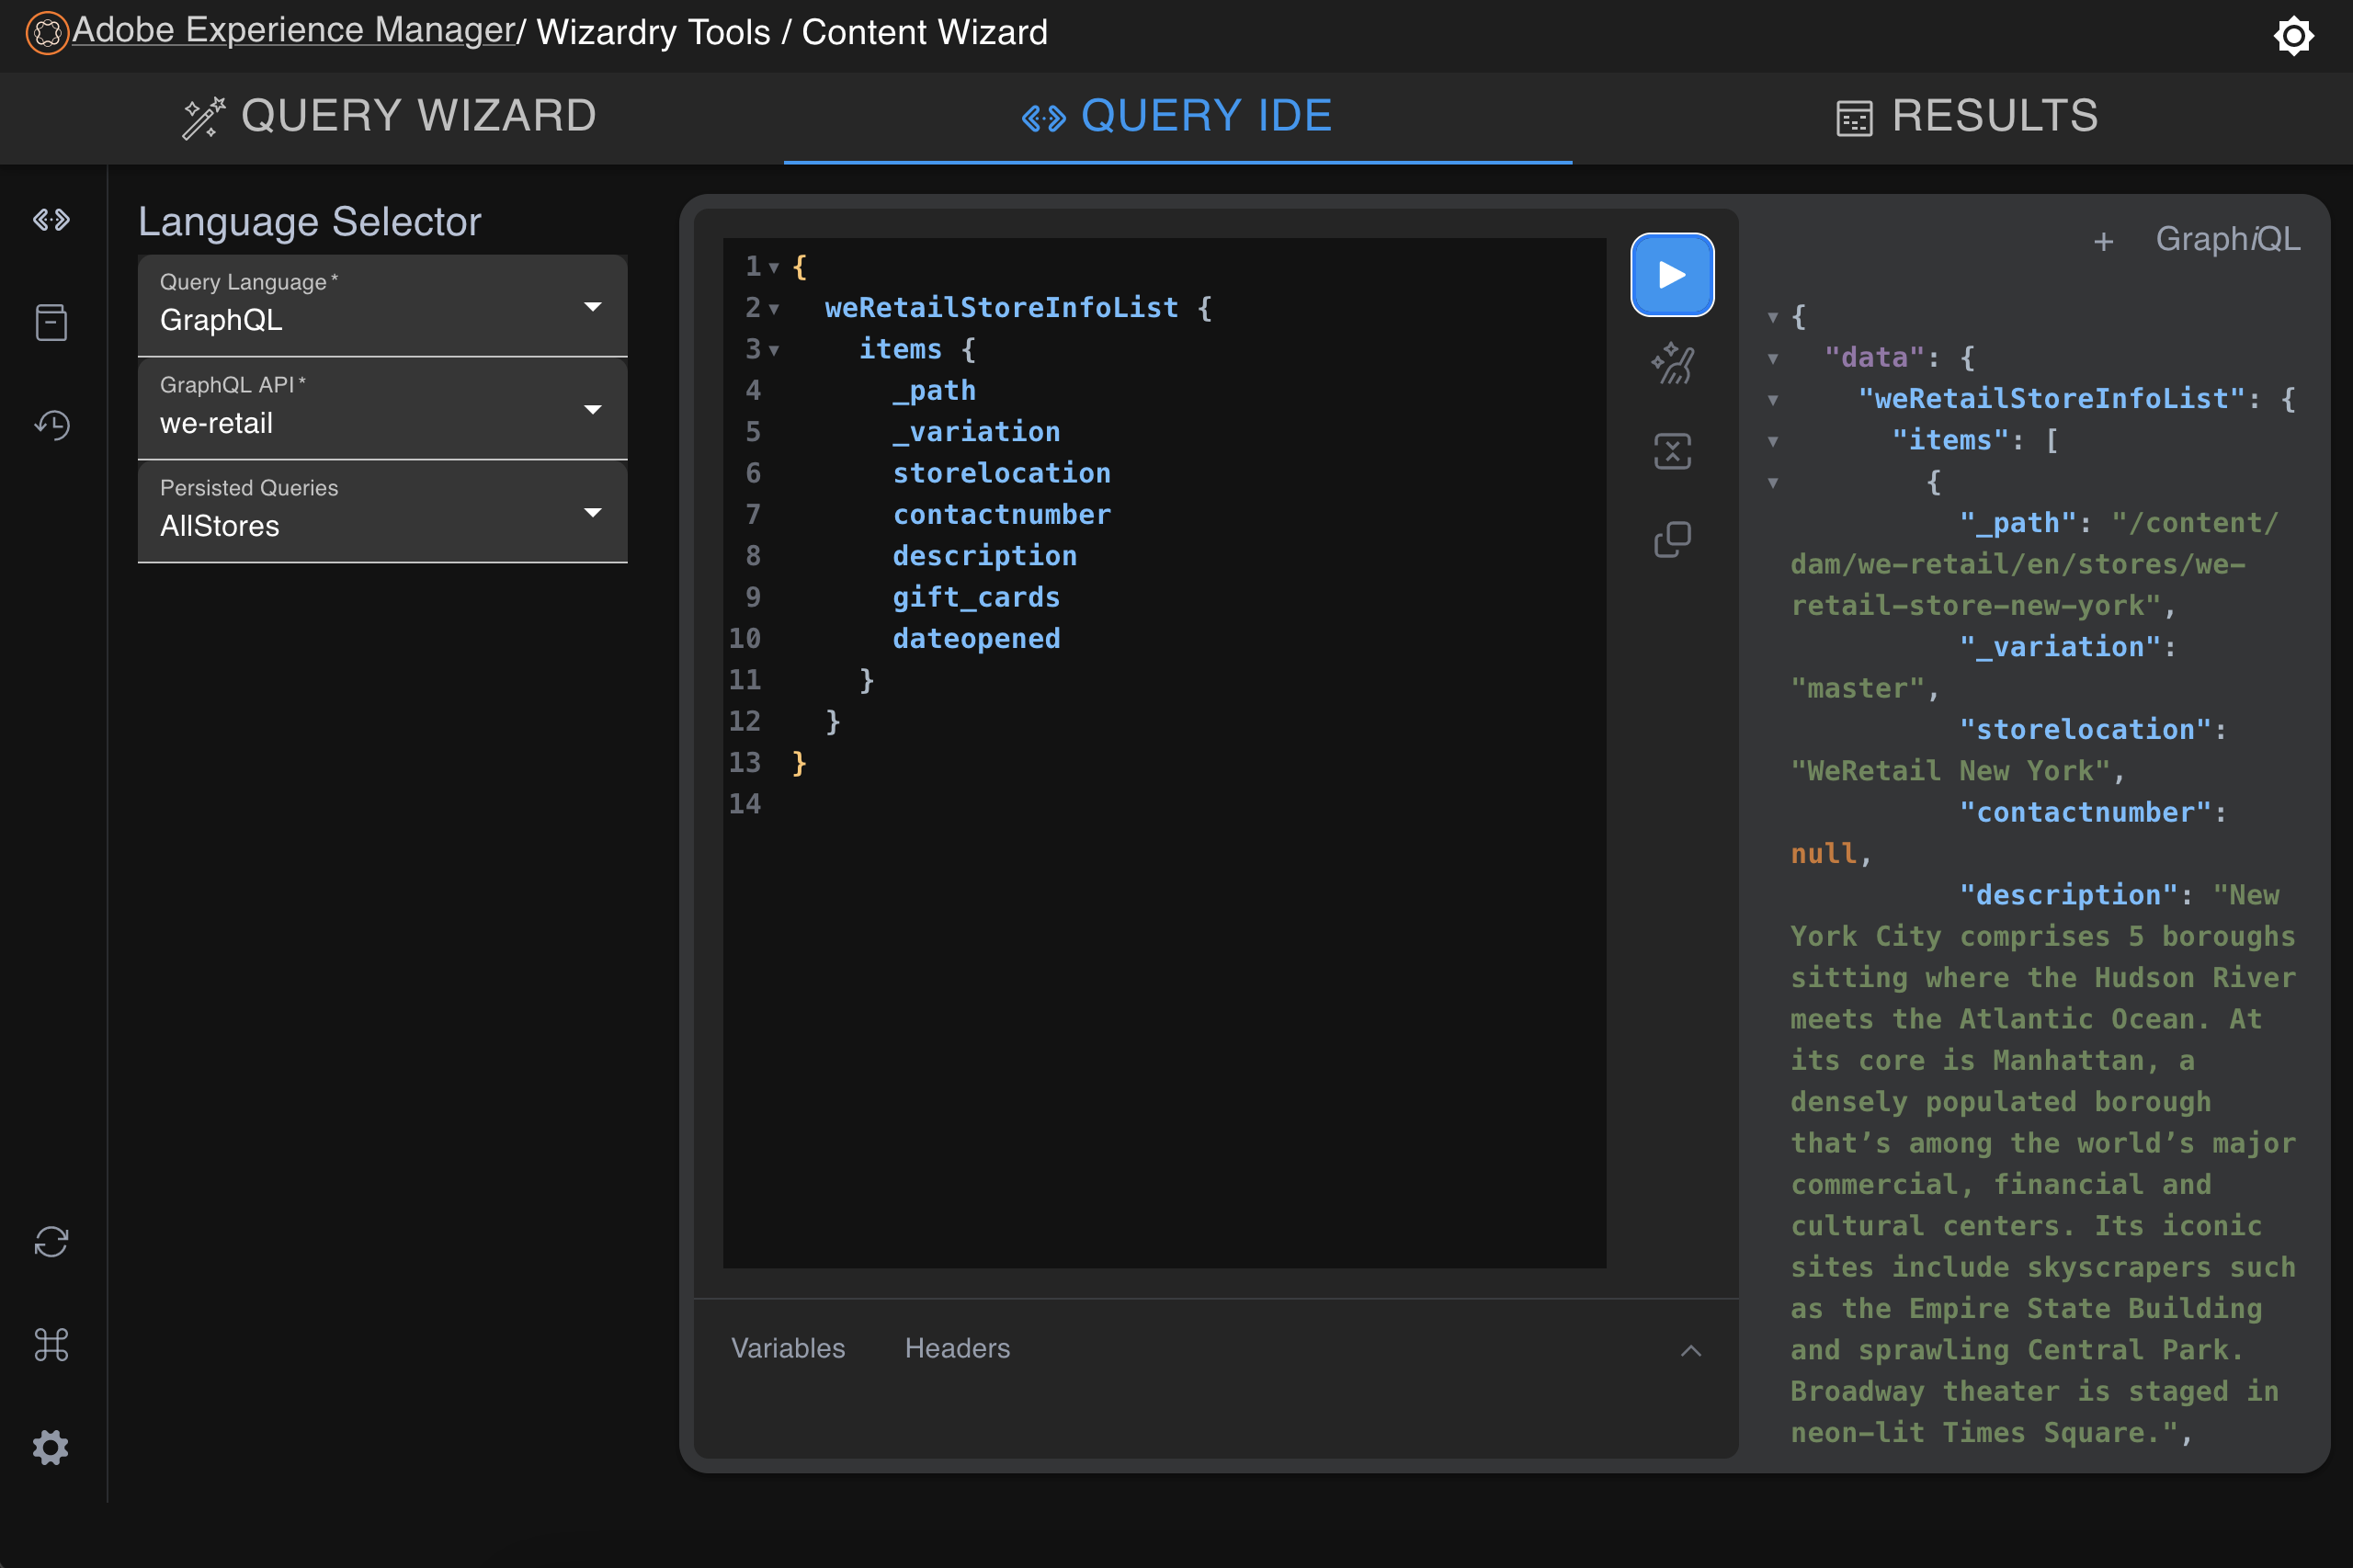 Adobe Experience Manager/ Wizardry Tools / Content Wizard
QUERY WIZARD
QUERY IDE
RESULTS
Language Selector
Query Language *
GraphQL
GraphQL API *
we-retail
Persisted Queries
AllStores
1 {
2 weRetailStoreInfoList {
3 items {
4 _path
5 _variation
6 storelocation
7 contactnumber
8 description
9 gift_cards
10 dateopened
11 }
12 }
13 }
14
Variables Headers
+ GraphiQL
{
"data": {
"weRetailStoreInfoList": {
"items": [
{
"_path": "/content/
dam/we-retail/en/stores/we-
retail-store-new-york",
"_variation":
"master",
"storelocation":
"WeRetail New York",
"contactnumber":
null,
"description": "New
York City comprises 5 boroughs
sitting where the Hudson River
meets the Atlantic Ocean. At
its core is Manhattan, a
densely populated borough
that’s among the world’s major
commercial, financial and
cultural centers. Its iconic
sites include skyscrapers such
as the Empire State Building
and sprawling Central Park.
Broadway theater is staged in
neon-lit Times Square.",